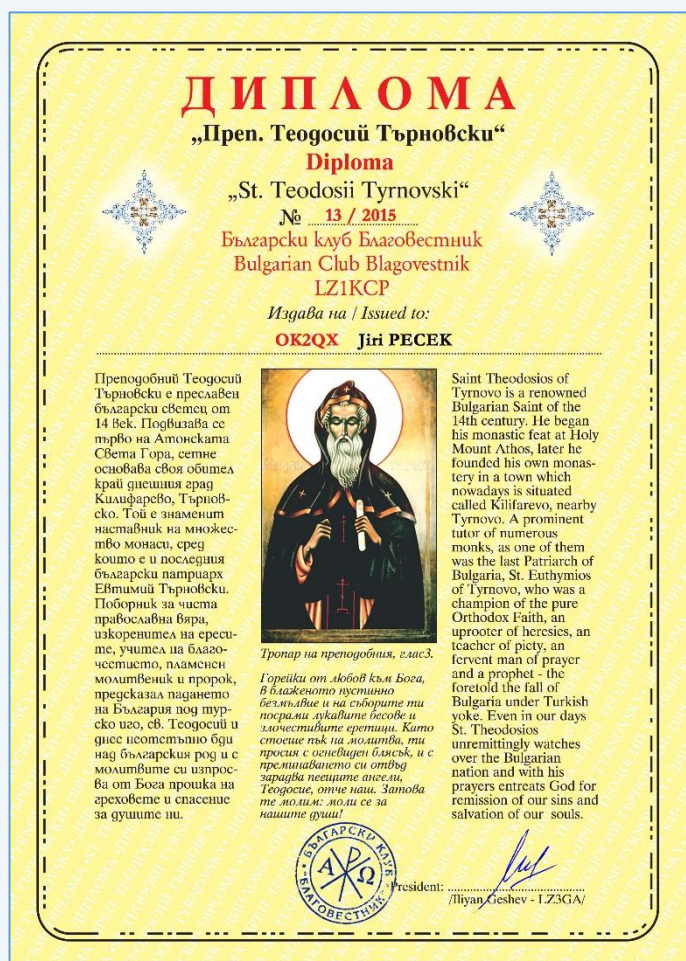 ДИПЛОМА
„Преп. Теодосий Търновски“
Diploma
„St. Teodosii Tyrnovski“
№ 13 / 2015
Български клуб Благовестник
Bulgarian Club Blagovestnik
LZ1KCP
Издава на / Issued to:
OK2QX Jiri PECEK
Преподобний Теодосий
Търновски е преславен
български светец от
14 век. Подвизава се
първо на Атонската
Света Гора, сетне
основава своя обител
край днешния град
Килифарево, Търнов-
ско. Той е знаменит
наставник на множес-
тво монаси, сред
които е и последния
български патриарх
Евтимий Търновски.
Поборник за чиста
православна вяра,
изкоренител на ереси-
те, учител на благо-
честието, пламенен
молитвеник и пророк,
предсказал падането
на България под тур-
ско иго, св. Теодосий и
днес неотстъпно бди
над българския род и с
молитвите си изпрос-
ва от Бога прошка на
греховете и спасение
за душите ни.
Тропар на преподобния, глас3.
Горейки от любов към Бога,
в блаженото пустинно
безмълвие и на съборите ти
посрами лукавите бесове и
злочестивите еретици. Като
стоеше пък на молитва, ти
просия с огневиден блясък, и с
преминаването си отвъд
зарадва пеещите ангели,
Теодосие, отче наш. Затова
те молим: моли се за
нашите души!
Saint Theodosios of
Tyrnovo is a renowned
Bulgarian Saint of the
14th century. He began
his monastic feat at Holy
Mount Athos, later he
founded his own monas-
tery in a town which
nowadays is situated
called Kilifarevo, nearby
Tyrnovo. A prominent
tutor of numerous
monks, as one of them
was the last Patriarch of
Bulgaria, St. Euthymios
of Tyrnovo, who was a
champion of the pure
Orthodox Faith, an
uprooter of heresies, an
teacher of piety, an
fervent man of prayer
and a prophet - the
foretold the fall of
Bulgaria under Turkish
yoke. Even in our days
St. Theodosios
unremittingly watches
over the Bulgarian
nation and with his
prayers entreats God for
remission of our sins and
salvation of our souls.
БЪЛГАРСКИ КЛУБ
Α Ω
"БЛАГОВЕСТНИК"
President:
/Iliyan Geshev - LZ3GA/